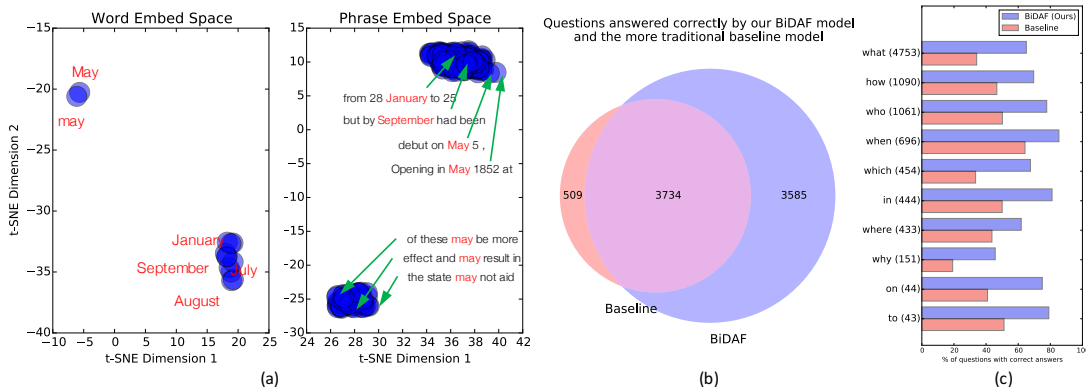 Word Embed Space
−15
−20
−25
−30
−35
−40
−10
−5
0
5
10
15
20
25
t-SNE Dimension 2
t-SNE Dimension 1
May
may
January
September
July
August
Phrase Embed Space
15
10
5
0
−5
−10
−15
−20
−25
−30
24
26
28
30
32
34
36
38
40
42
t-SNE Dimension 1
from 28 January to 25
but by September had been
debut on May 5 ,
Opening in May 1852 at
of these may be more
effect and may result in
the state may not aid
(a)
Questions answered correctly by our BiDAF model
and the more traditional baseline model
509
3734
3585
Baseline
BiDAF
(b)
BiDAF (Ours)
Baseline
what (4753)
how (1090)
who (1061)
when (696)
which (454)
in (444)
where (433)
why (151)
on (44)
to (43)
0
20
40
60
80
100
% of questions with correct answers
(c)